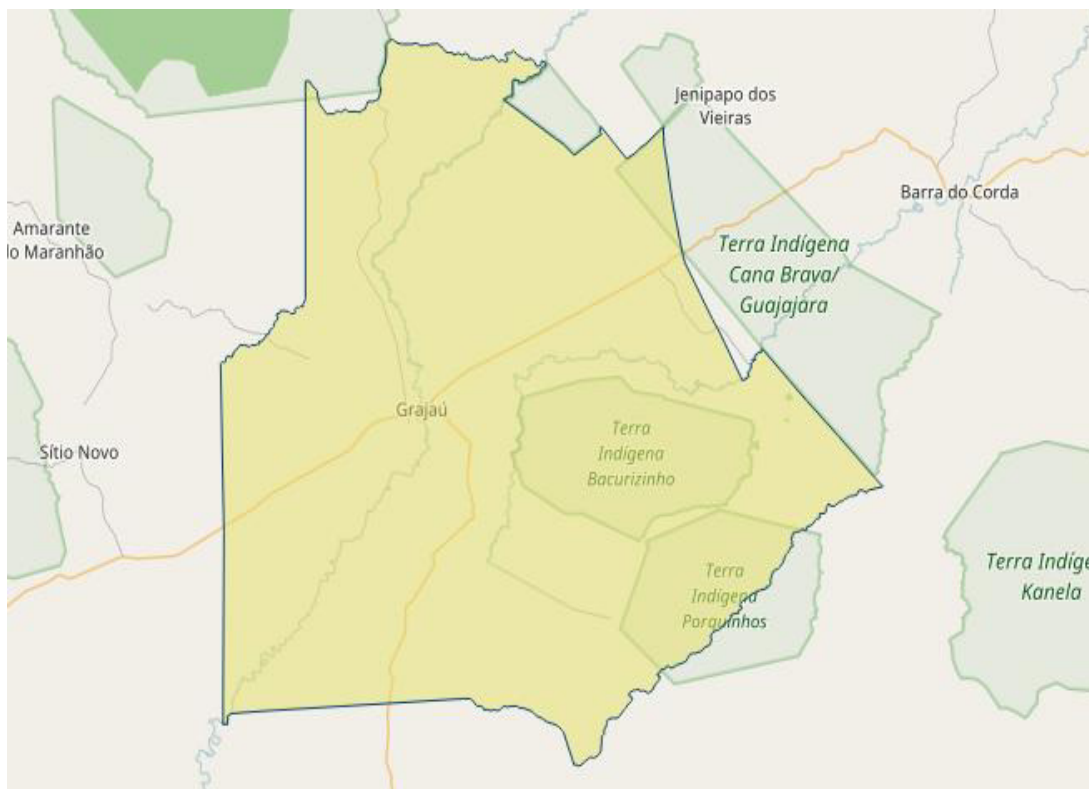 Jenipapo dos
Vieiras
Barra do Corda
Amarante
lo Maranhão
Terra Indígena
Cana Brava/
Guajajara
Grajaú
Terra
Indígena
Bacurizinho
Sítio Novo
Terra Indíge
Kanela
Terra
Indígena
Porquinhos